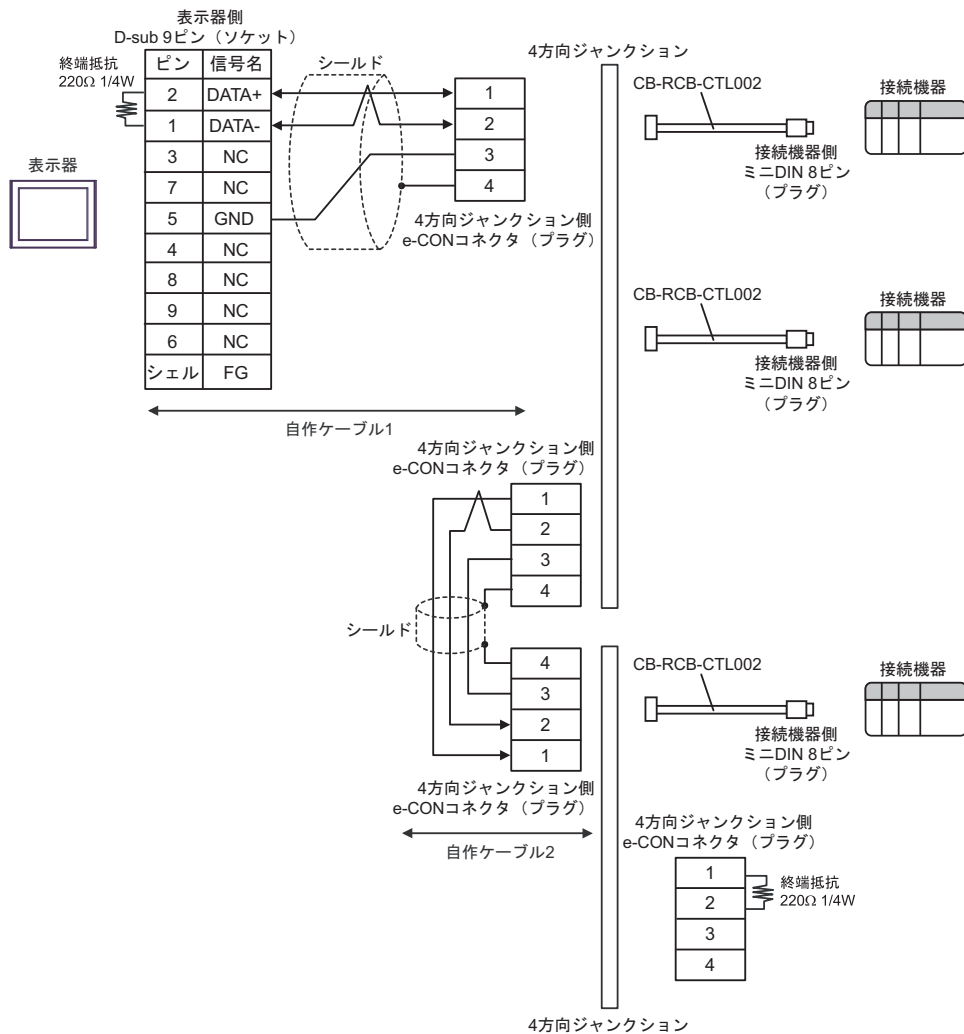 表示器側
D-sub 9ピン（ソケット）
終端抵抗
220Ω 1/4W
ピン 信号名
2 DATA+
1 DATA-
3 NC
7 NC
5 GND
4 NC
8 NC
9 NC
6 NC
シェル FG
表示器
シールド
1
2
3
4
4方向ジャンクション側
e-CONコネクタ（プラグ）
自作ケーブル1
4方向ジャンクション
CB-RCB-CTL002
接続機器側
ミニDIN 8ピン
（プラグ）
接続機器
CB-RCB-CTL002
接続機器側
ミニDIN 8ピン
（プラグ）
接続機器
4方向ジャンクション側
e-CONコネクタ（プラグ）
1
2
3
4
シールド
4
3
2
1
4方向ジャンクション側
e-CONコネクタ（プラグ）
自作ケーブル2
CB-RCB-CTL002
接続機器側
ミニDIN 8ピン
（プラグ）
接続機器
4方向ジャンクション側
e-CONコネクタ（プラグ）
1
2
3
4
終端抵抗
220Ω 1/4W
4方向ジャンクション